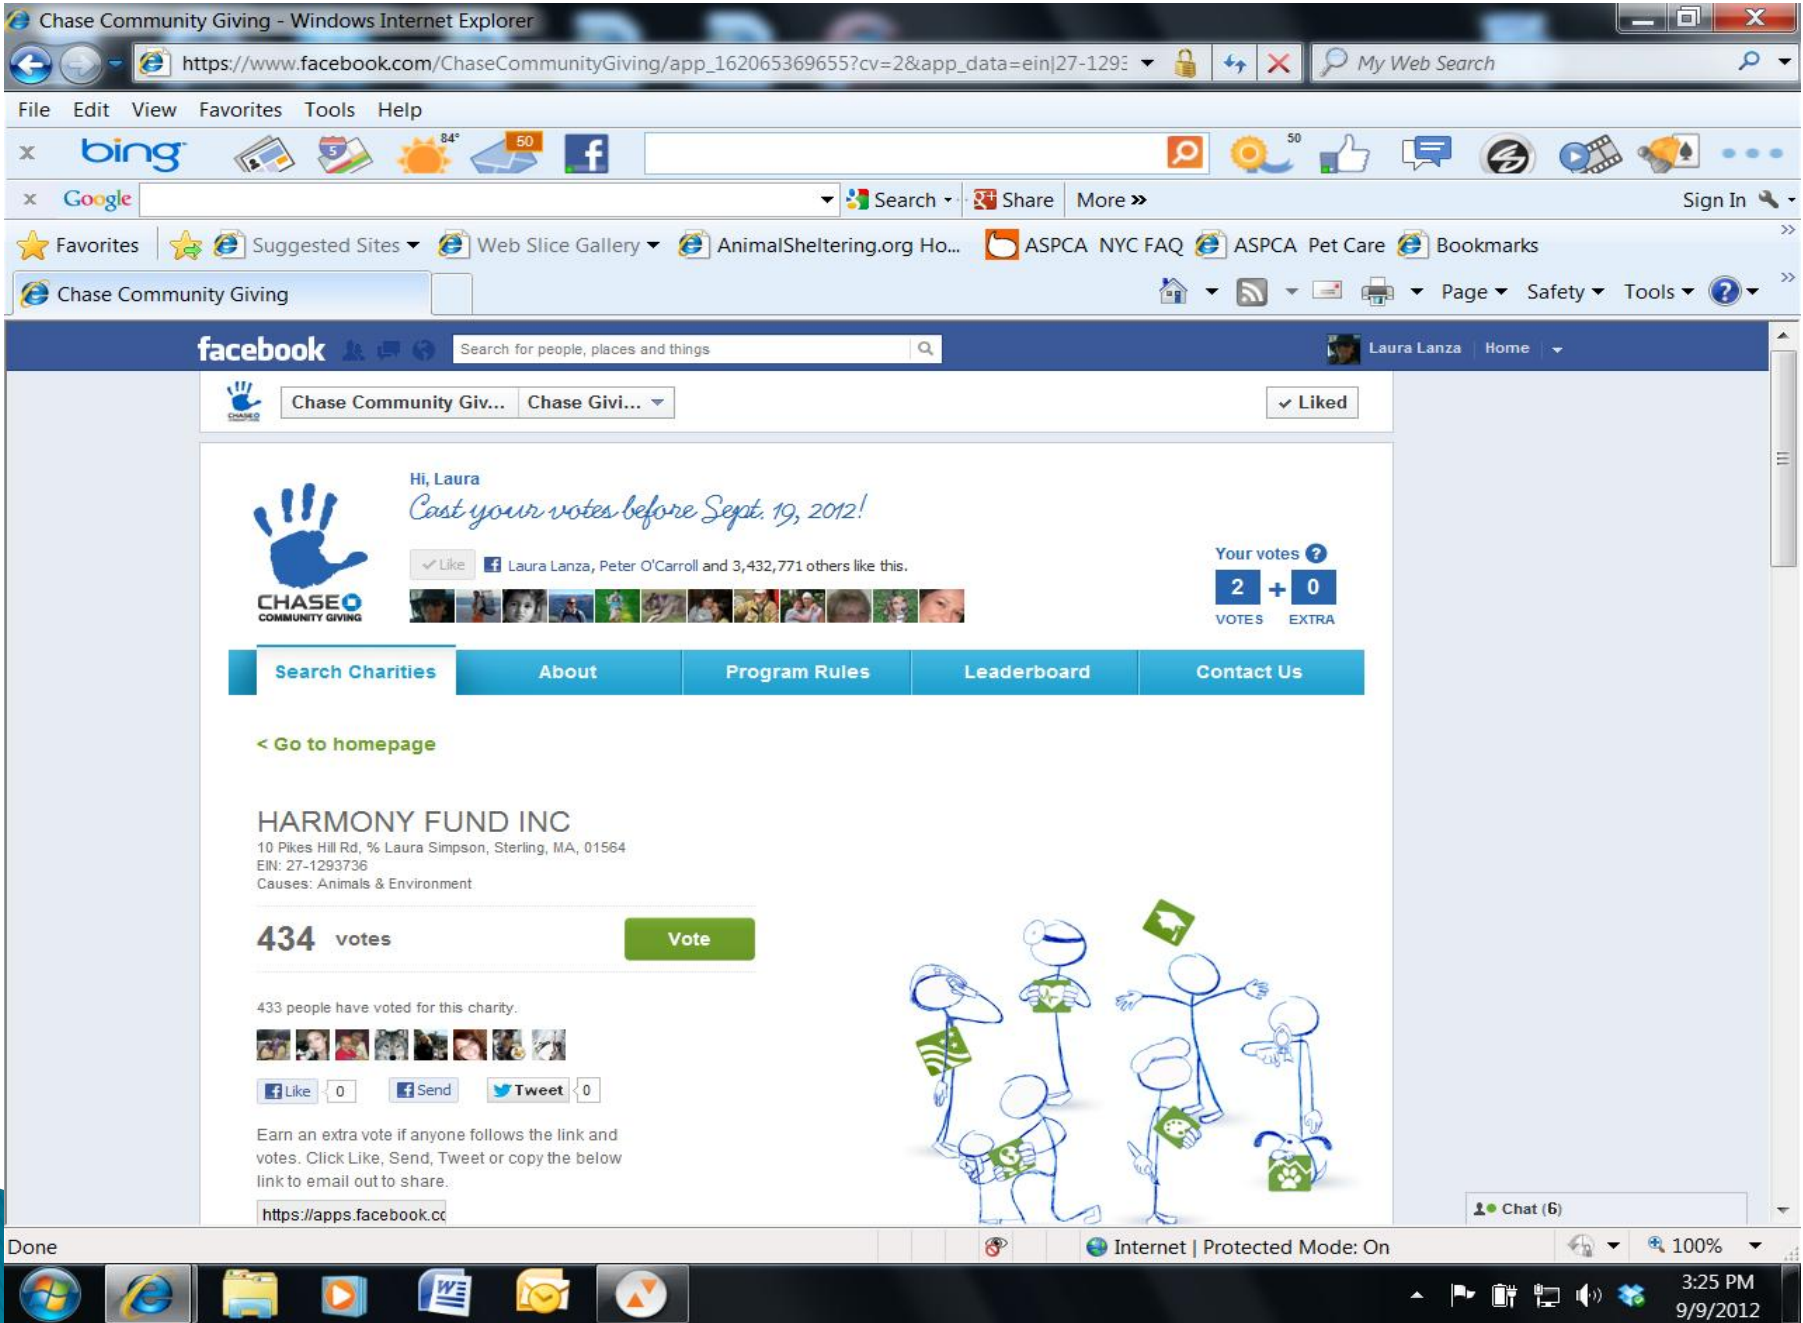 Chase Community Giving - Windows Internet Explorer
https://www.facebook.com/ChaseCommunityGiving/app_162065369655?cv=2&app_data=ein|27-1293
My Web Search
File Edit View Favorites Tools Help
x bing 5 84° 50 f 50
x Google Search Share More » Sign In
Favorites Suggested Sites Web Slice Gallery AnimalSheltering.org Ho... ASPCA NYC FAQ ASPCA Pet Care Bookmarks »
Chase Community Giving Page Safety Tools »
facebook Search for people, places and things Laura Lanza Home
CHASE Chase Community Giv... Chase Givi... ✓ Liked
Hi, Laura
Cast your votes before Sept. 19, 2012!
✓ Like Laura Lanza, Peter O'Carroll and 3,432,771 others like this.
Your votes ?
2 + 0
VOTES EXTRA
CHASE
COMMUNITY GIVING
Search Charities About Program Rules Leaderboard Contact Us
< Go to homepage
HARMONY FUND INC
10 Pikes Hill Rd, % Laura Simpson, Sterling, MA, 01564
EIN: 27-1293736
Causes: Animals & Environment
434 votes Vote
433 people have voted for this charity.
Like 0 Send Tweet 0
Earn an extra vote if anyone follows the link and
votes. Click Like, Send, Tweet or copy the below
link to email out to share.
https://apps.facebook.co
Chat (6)
Done Internet | Protected Mode: On 100%
3:25 PM
9/9/2012